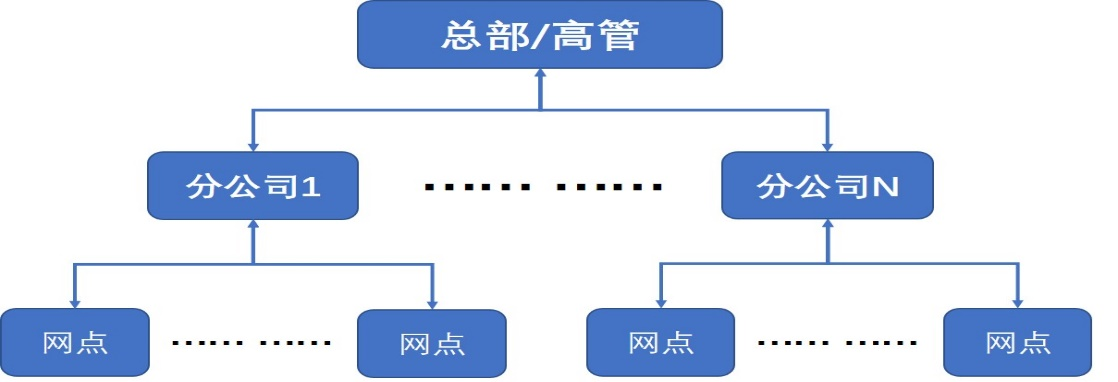 总部/高管
分公司1 …… …… 分公司N
网点 …… …… 网点 网点 …… …… 网点